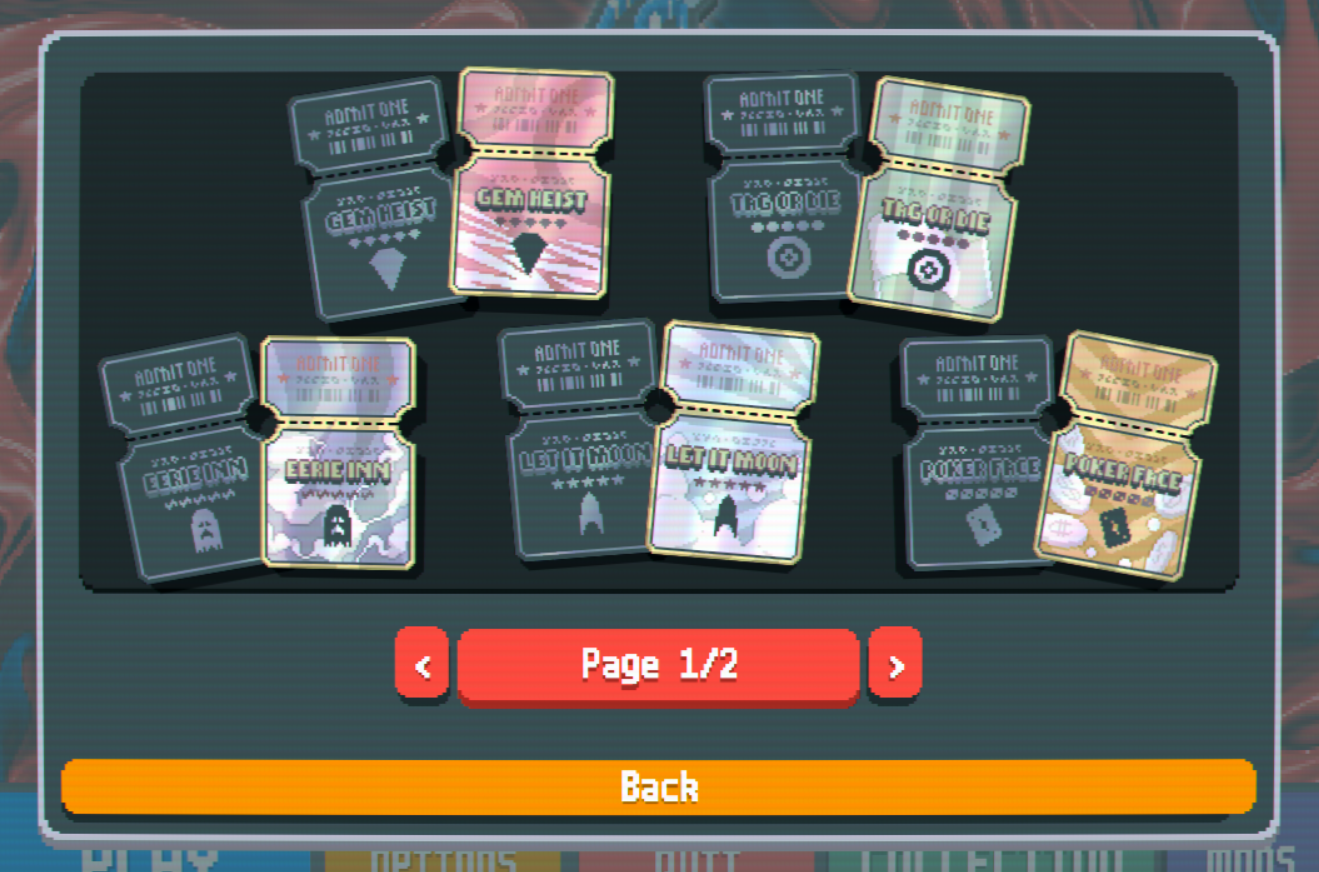 ADMIT ONE
GEM HEIST
ADMIT ONE
GEM HEIST
ADMIT ONE
TAG OR DIE
ADMIT ONE
TAG OR DIE
ADMIT ONE
EERIE INN
ADMIT ONE
EERIE INN
ADMIT ONE
LET IT MOON
ADMIT ONE
LET IT MOON
ADMIT ONE
POKER FACE
ADMIT ONE
POKER FACE
< Page 1/2 >
Back
PLAY OPTIONS QUIT COLLECTION MODS